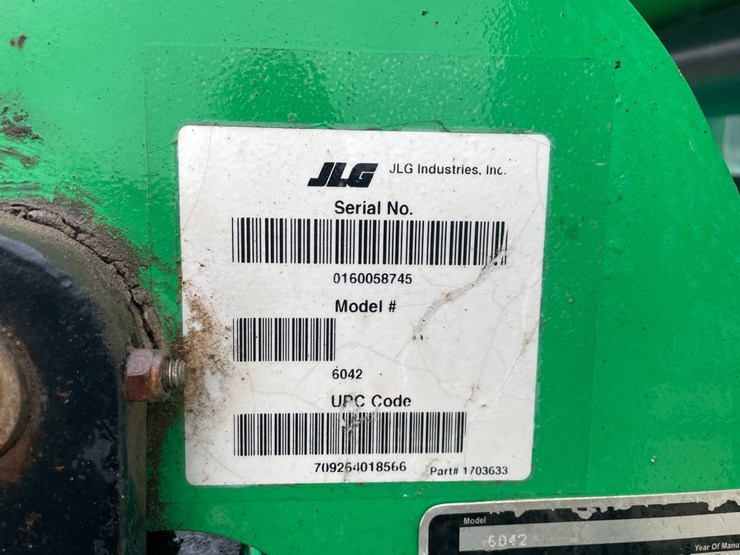 JLG JLG Industries, Inc.
Serial No.
0160058745
Model #
6042
UPC Code
709264018566 Part# 1703633
Model
6042
Year Of Manu